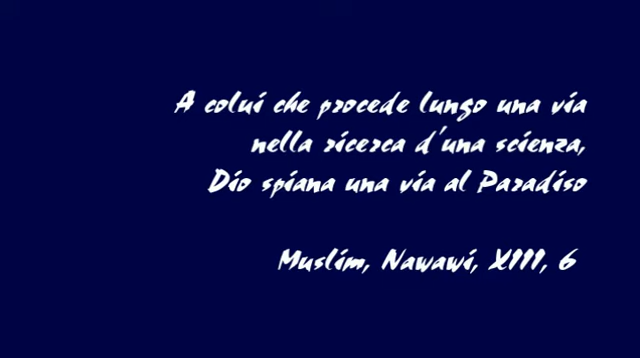 A colui che procede lungo una via
nella ricerca d'una scienza,
Dio spiana una via al Paradiso
Muslim, Nawawi, XIII, 6